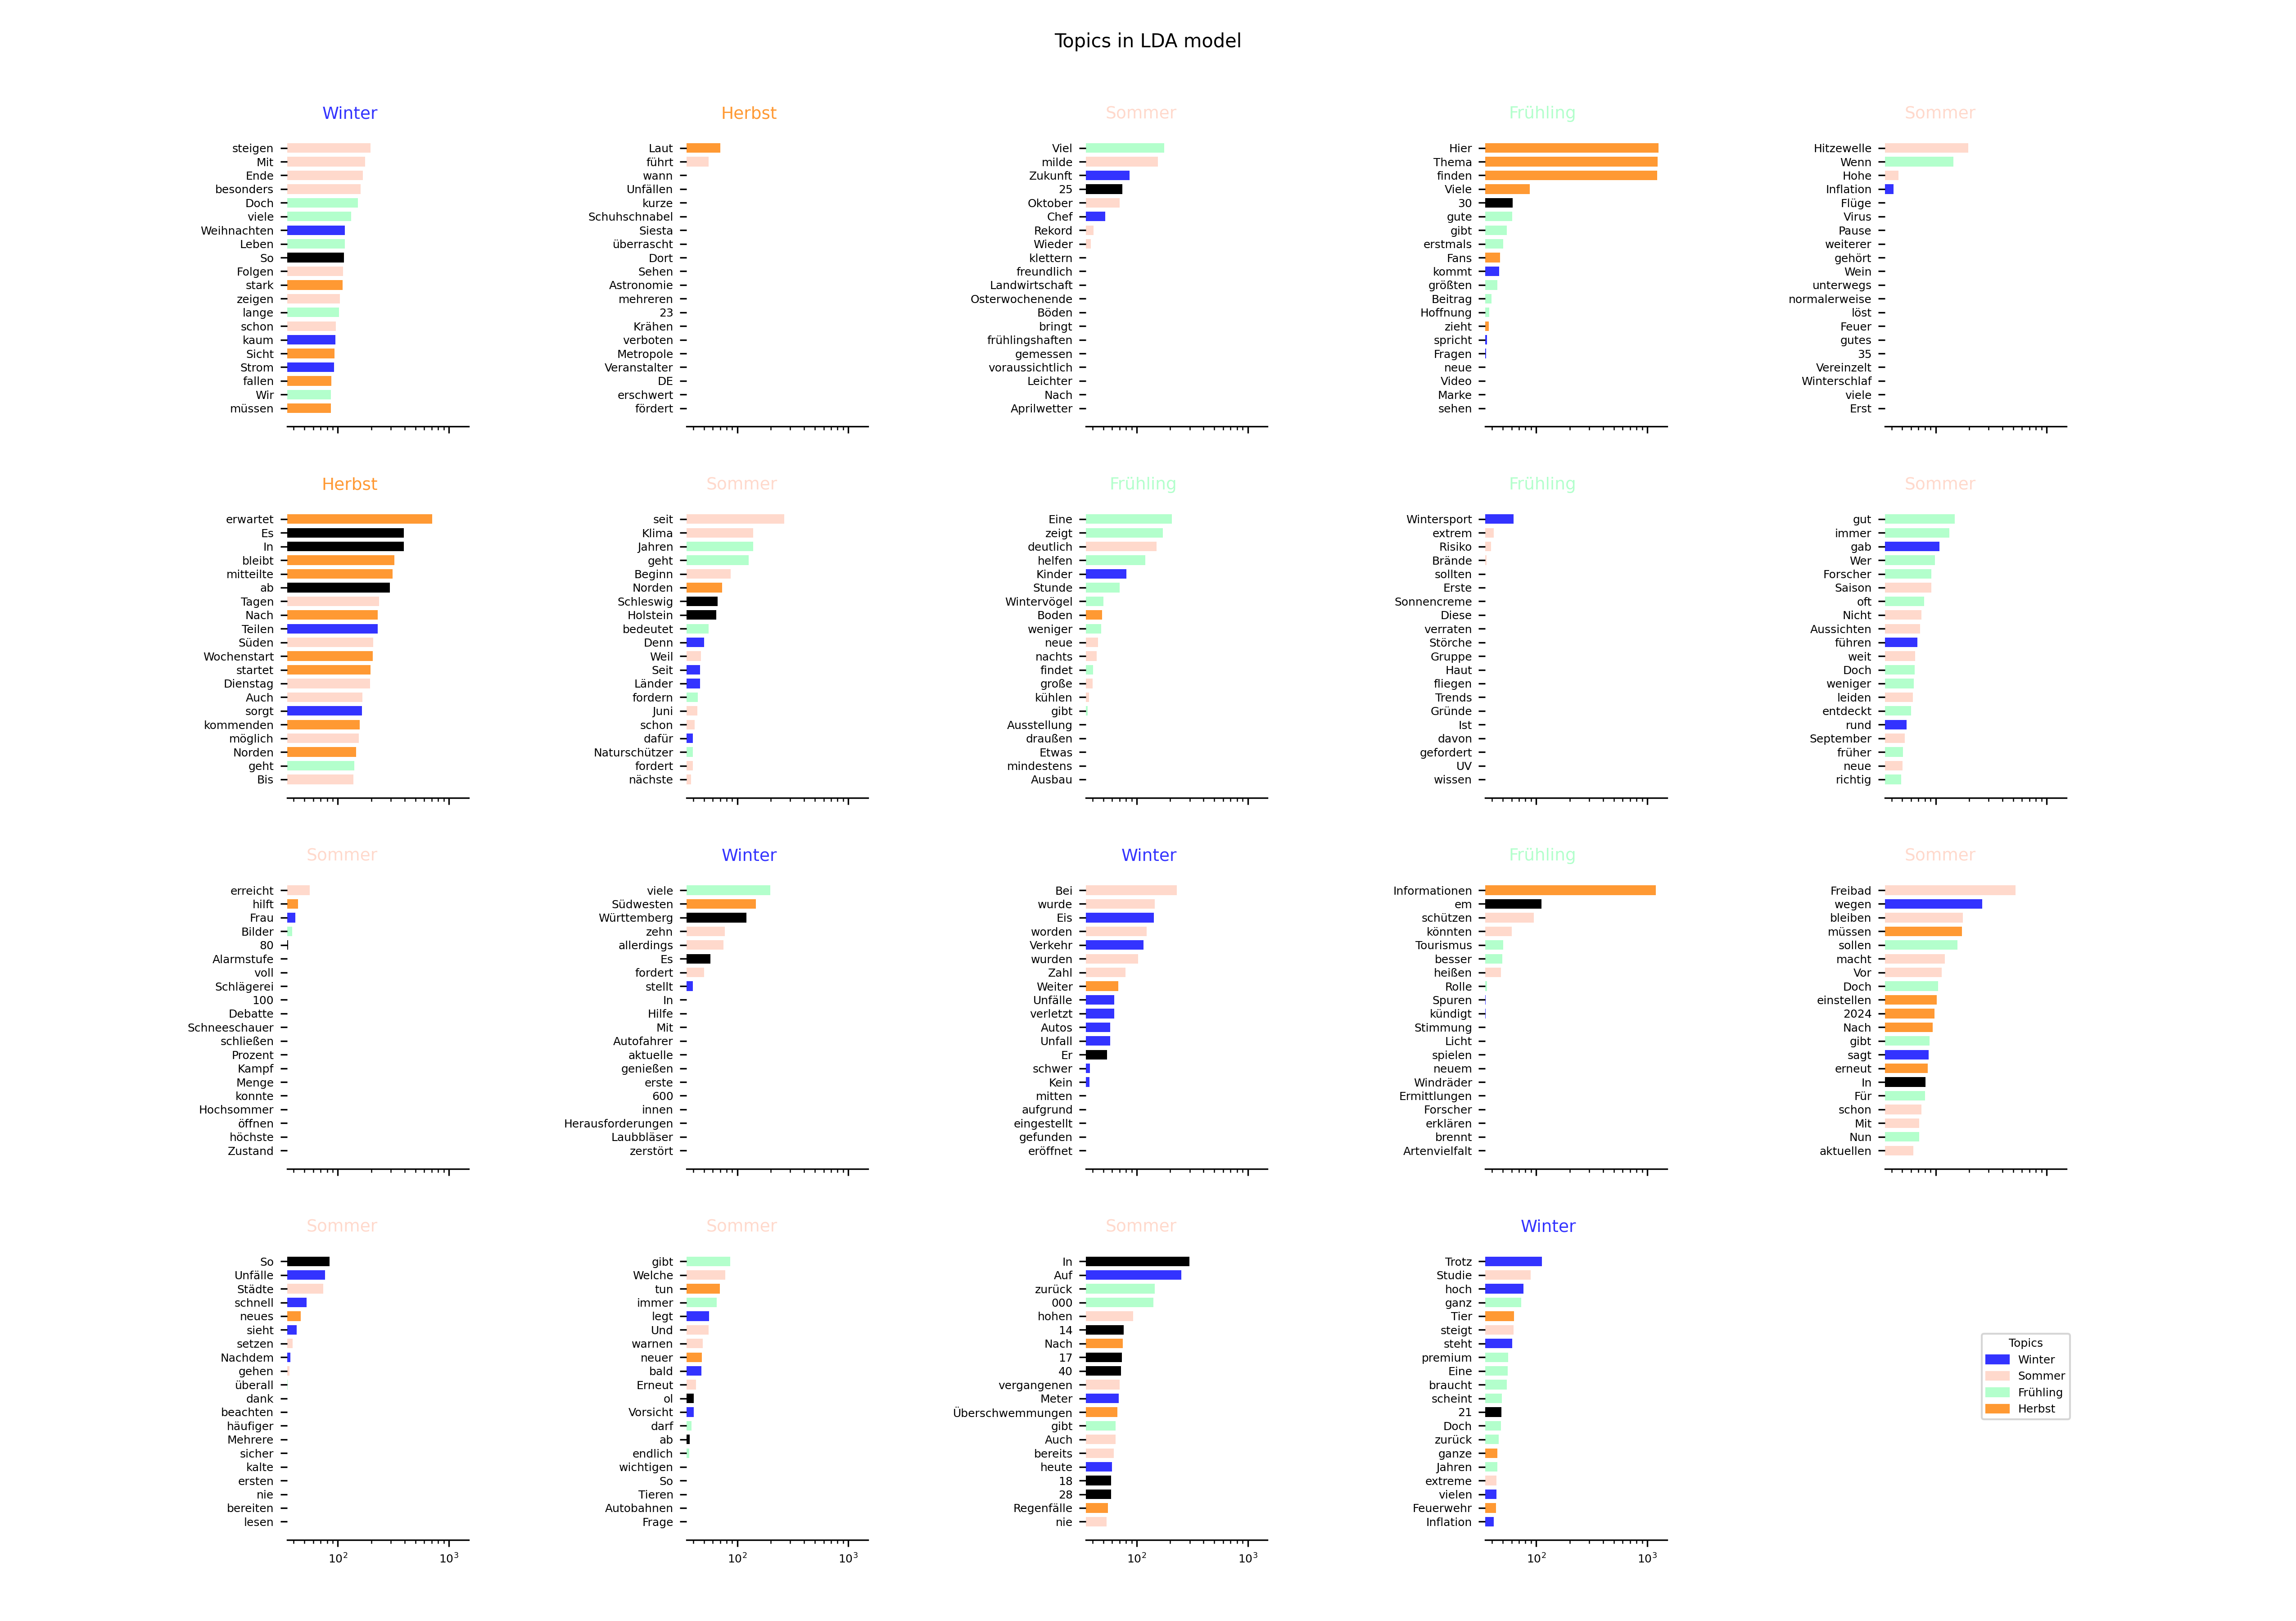 Topics in LDA model
Winter
steigen
Mit
Ende
besonders
Doch
viele
Weihnachten
Leben
So
Folgen
stark
zeigen
lange
schon
kaum
Sicht
Strom
fallen
Wir
müssen
Herbst
Laut
führt
wann
Unfällen
kurze
Schuhschnabel
Siesta
überrascht
Dort
Sehen
Astronomie
mehreren
23
Krähen
verboten
Metropole
Veranstalter
DE
erschwert
fördert
Sommer
Viel
milde
Zukunft
25
Oktober
Chef
Rekord
Wieder
klettern
freundlich
Landwirtschaft
Osterwochenende
Böden
bringt
frühlingshaften
gemessen
voraussichtlich
Leichter
Nach
Aprilwetter
Frühling
Hier
Thema
finden
Viele
30
gute
gibt
erstmals
Fans
kommt
größten
Beitrag
Hoffnung
zieht
spricht
Fragen
neue
Video
Marke
sehen
Sommer
Hitzewelle
Wenn
Hohe
Inflation
Flüge
Virus
Pause
weiterer
gehört
Wein
unterwegs
normalerweise
löst
Feuer
gutes
35
Vereinzelt
Winterschlaf
viele
Erst
Herbst
erwartet
Es
In
bleibt
mitteilte
ab
Tagen
Nach
Teilen
Süden
Wochenstart
startet
Dienstag
Auch
sorgt
kommenden
möglich
Norden
geht
Bis
Sommer
seit
Klima
Jahren
geht
Beginn
Norden
Schleswig
Holstein
bedeutet
Denn
Weil
Seit
Länder
fordern
Juni
schon
dafür
Naturschützer
fordert
nächste
Frühling
Eine
zeigt
deutlich
helfen
Kinder
Stunde
Wintervögel
Boden
weniger
neue
nachts
findet
große
kühlen
gibt
Ausstellung
draußen
Etwas
mindestens
Ausbau
Frühling
Wintersport
extrem
Risiko
Brände
sollten
Erste
Sonnencreme
Diese
verraten
Störche
Gruppe
Haut
fliegen
Trends
Gründe
Ist
davon
gefordert
UV
wissen
Sommer
gut
immer
gab
Wer
Forscher
Saison
oft
Nicht
Aussichten
führen
weit
Doch
weniger
leiden
entdeckt
rund
September
früher
neue
richtig
Sommer
erreicht
hilft
Frau
Bilder
80
Alarmstufe
voll
Schlägerei
100
Debatte
Schneeschauer
schließen
Prozent
Kampf
Menge
konnte
Hochsommer
öffnen
höchste
Zustand
Winter
viele
Südwesten
Württemberg
zehn
allerdings
Es
fordert
stellt
In
Hilfe
Mit
Autofahrer
aktuelle
genießen
erste
600
innen
Herausforderungen
Laubbläser
zerstört
Winter
Bei
wurde
Eis
worden
Verkehr
wurden
Zahl
Weiter
Unfälle
verletzt
Autos
Unfall
Er
schwer
Kein
mitten
aufgrund
eingestellt
gefunden
eröffnet
Frühling
Informationen
em
schützen
könnten
Tourismus
besser
heißen
Rolle
Spuren
kündigt
Stimmung
Licht
spielen
neuem
Windräder
Ermittlungen
Forscher
erklären
brennt
Artenvielfalt
Sommer
Freibad
wegen
bleiben
müssen
sollen
macht
Vor
Doch
einstellen
2024
Nach
gibt
sagt
erneut
In
Für
schon
Mit
Nun
aktuellen
Sommer
So
Unfälle
Städte
schnell
neues
sieht
setzen
Nachdem
gehen
überall
dank
beachten
häufiger
Mehrere
sicher
kalte
ersten
nie
bereiten
lesen
10²
10³
Sommer
gibt
Welche
tun
immer
legt
Und
warnen
neuer
bald
Erneut
ol
Vorsicht
darf
ab
endlich
wichtigen
So
Tieren
Autobahnen
Frage
10²
10³
Sommer
In
Auf
zurück
000
hohen
14
Nach
17
40
vergangenen
Meter
Überschwemmungen
gibt
Auch
bereits
heute
18
28
Regenfälle
nie
10²
10³
Winter
Trotz
Studie
hoch
ganz
Tier
steigt
steht
premium
Eine
braucht
scheint
21
Doch
zurück
ganze
Jahren
extreme
vielen
Feuerwehr
Inflation
10²
10³
Topics
Winter
Sommer
Frühling
Herbst